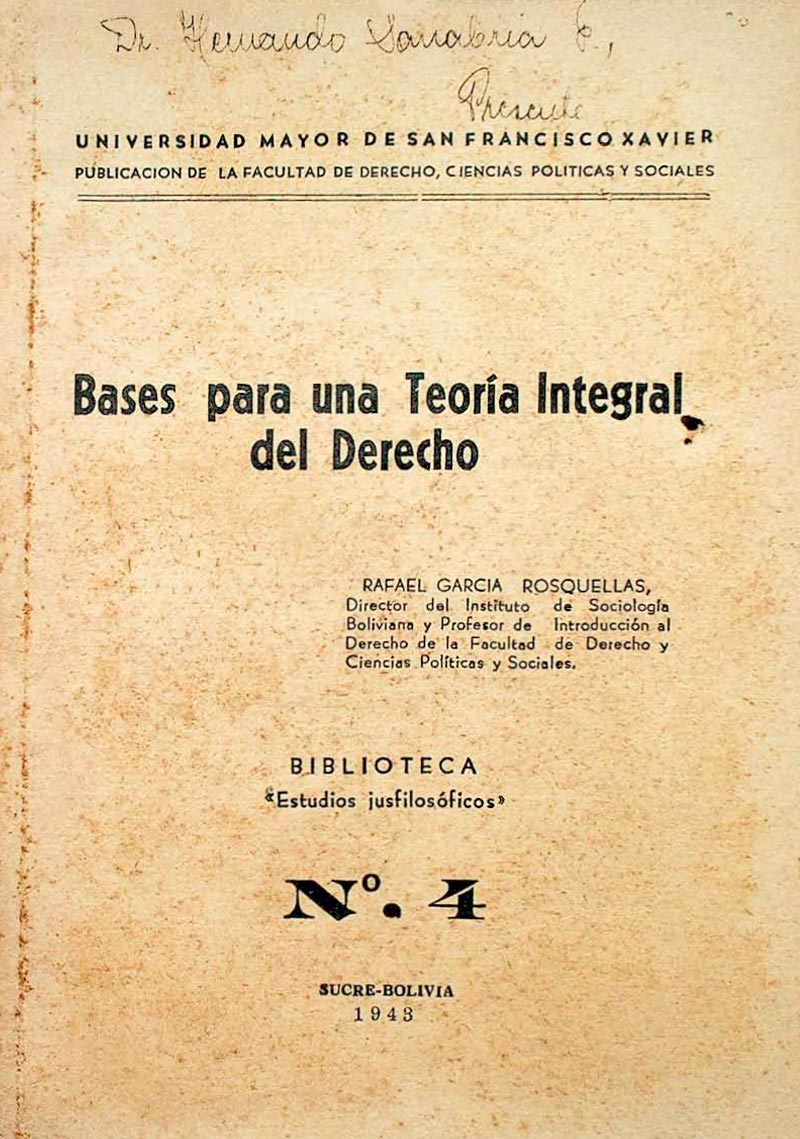 Dr. Hernando Sanabria F.,
Presente
UNIVERSIDAD MAYOR DE SAN FRANCISCO XAVIER
PUBLICACION DE LA FACULTAD DE DERECHO, CIENCIAS POLITICAS Y SOCIALES
Bases para una Teoría Integral
del Derecho
RAFAEL GARCIA ROSQUELLAS,
Director del Instituto de Sociología
Boliviana y Profesor de Introducción al
Derecho de la Facultad de Derecho y
Ciencias Políticas y Sociales.
BIBLIOTECA
«Estudios jusfilosóficos»
Nº. 4
SUCRE-BOLIVIA
1943